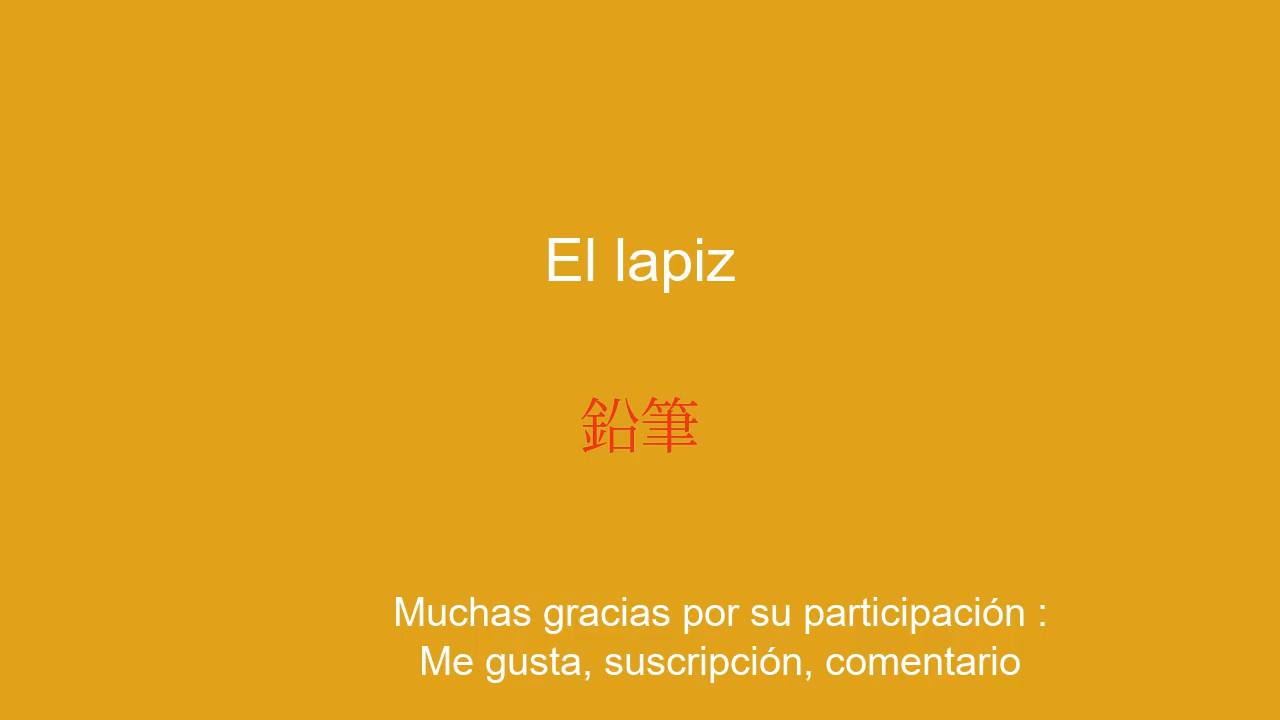 El lapiz
鉛筆
Muchas gracias por su participación :
Me gusta, suscripción, comentario